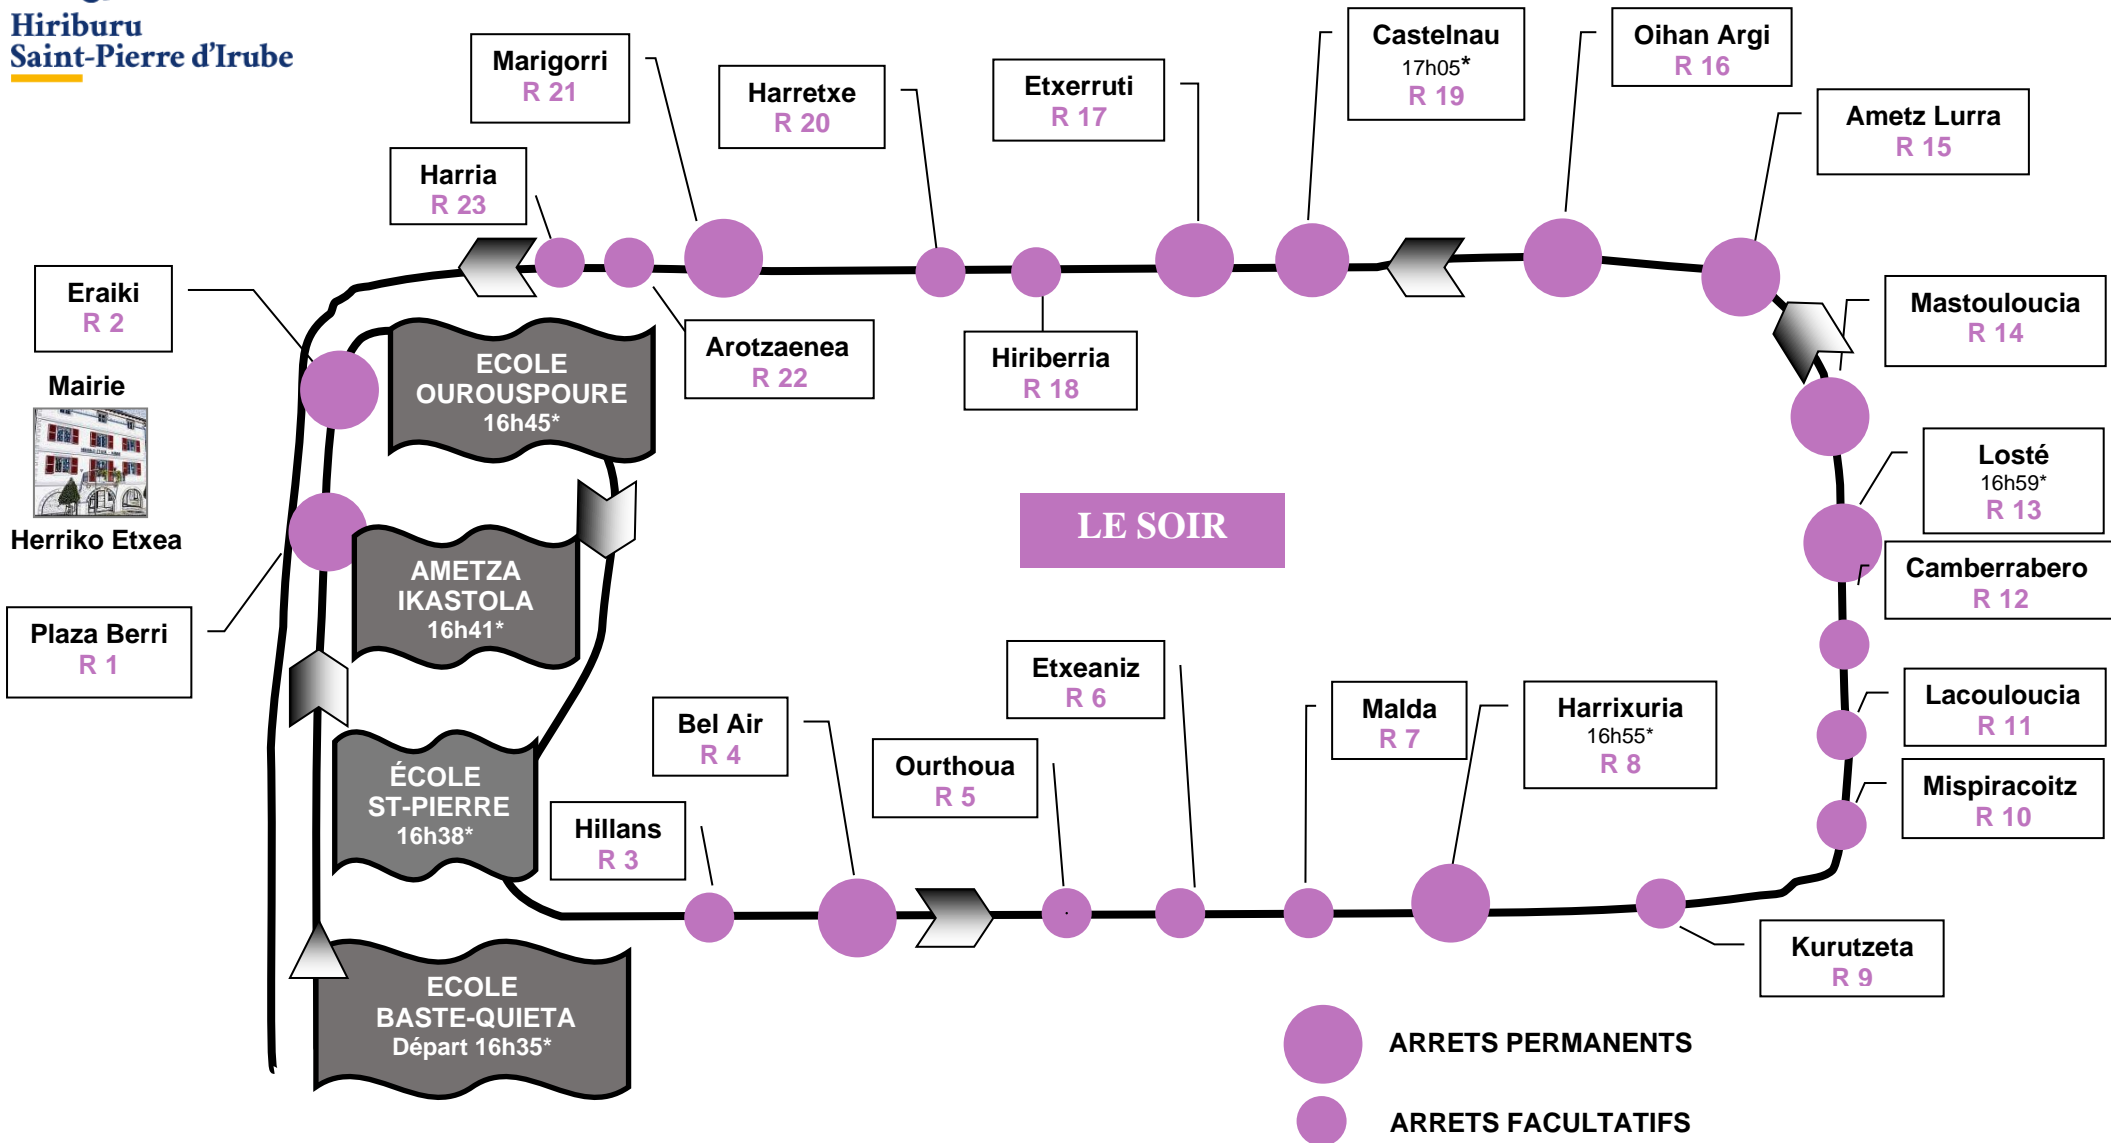 Hiriburu
Saint-Pierre d'Irube
Marigorri
R 21
Harretxe
R 20
Etxerruti
R 17
Castelnau
17h05*
R 19
Oihan Argi
R 16
Ametz Lurra
R 15
Harria
R 23
Eraiki
R 2
Mairie
Herriko Etxea
Plaza Berri
R 1
ECOLE
OUROUSPOURE
16h45*
Arotzaenea
R 22
Hiriberria
R 18
Mastouloucia
R 14
Losté
16h59*
R 13
Camberrabero
R 12
LE SOIR
AMETZA
IKASTOLA
16h41*
Etxeaniz
R 6
Malda
R 7
Harrixuria
16h55*
R 8
Lacouloucia
R 11
Mispiracoitz
R 10
Bel Air
R 4
Ourthoua
R 5
ÉCOLE
ST-PIERRE
16h38*
Hillans
R 3
Kurutzeta
R 9
ECOLE
BASTE-QUIETA
Départ 16h35*
ARRETS PERMANENTS
ARRETS FACULTATIFS